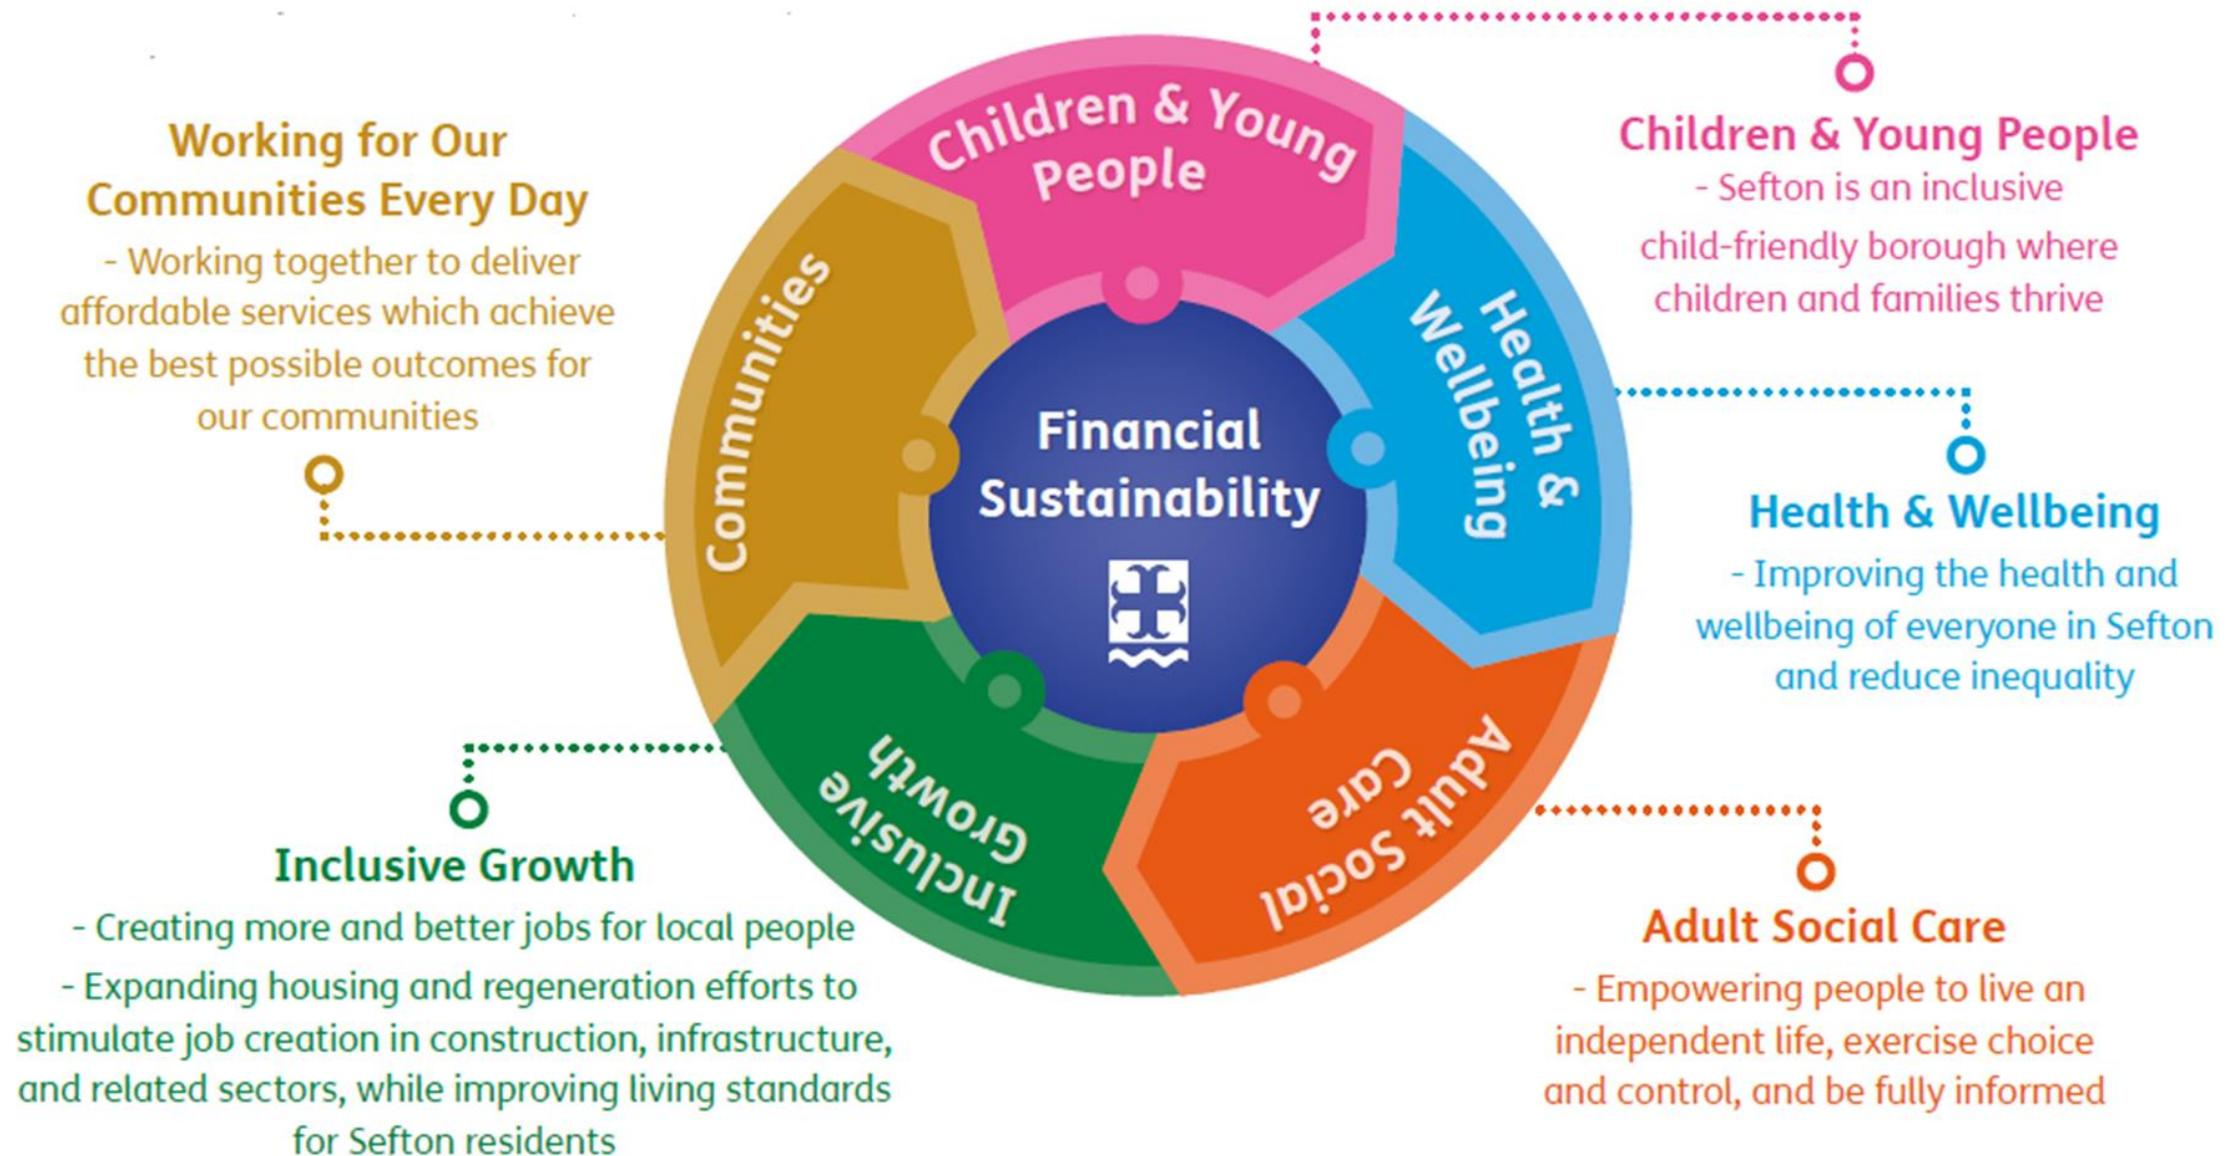 Working for Our
Communities Every Day
- Working together to deliver
affordable services which achieve
the best possible outcomes for
our communities
Children & Young
People
Health &
Wellbeing
Adult Social
Care
Inclusive
Growth
Communities
Financial
Sustainability
Children & Young People
- Sefton is an inclusive
child-friendly borough where
children and families thrive
Health & Wellbeing
- Improving the health and
wellbeing of everyone in Sefton
and reduce inequality
Adult Social Care
- Empowering people to live an
independent life, exercise choice
and control, and be fully informed
Inclusive Growth
- Creating more and better jobs for local people
- Expanding housing and regeneration efforts to
stimulate job creation in construction, infrastructure,
and related sectors, while improving living standards
for Sefton residents